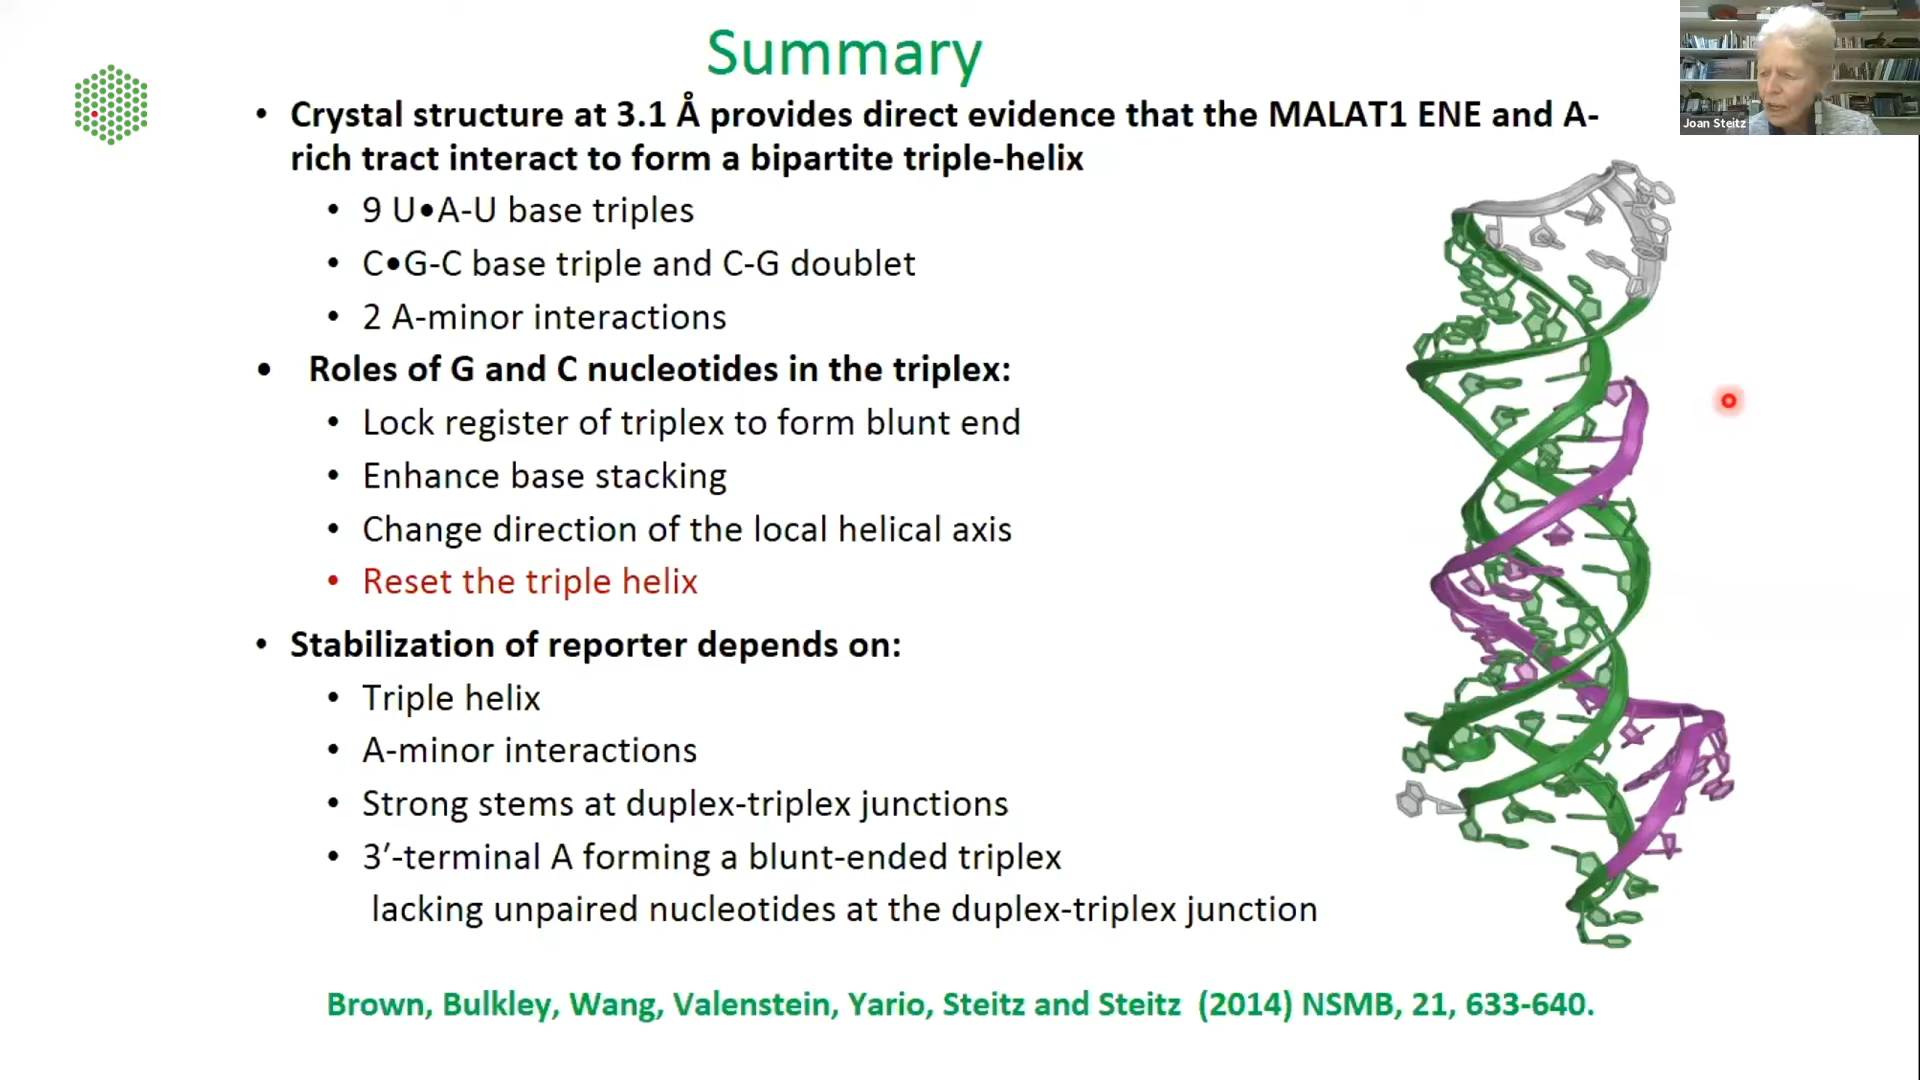 Summary
• Crystal structure at 3.1 Å provides direct evidence that the MALAT1 ENE and A-
rich tract interact to form a bipartite triple-helix
• 9 U•A-U base triples
• C•G-C base triple and C-G doublet
• 2 A-minor interactions
• Roles of G and C nucleotides in the triplex:
• Lock register of triplex to form blunt end
• Enhance base stacking
• Change direction of the local helical axis
• Reset the triple helix
• Stabilization of reporter depends on:
• Triple helix
• A-minor interactions
• Strong stems at duplex-triplex junctions
• 3′-terminal A forming a blunt-ended triplex
lacking unpaired nucleotides at the duplex-triplex junction
Brown, Bulkley, Wang, Valenstein, Yario, Steitz and Steitz (2014) NSMB, 21, 633-640.
Joan Steitz